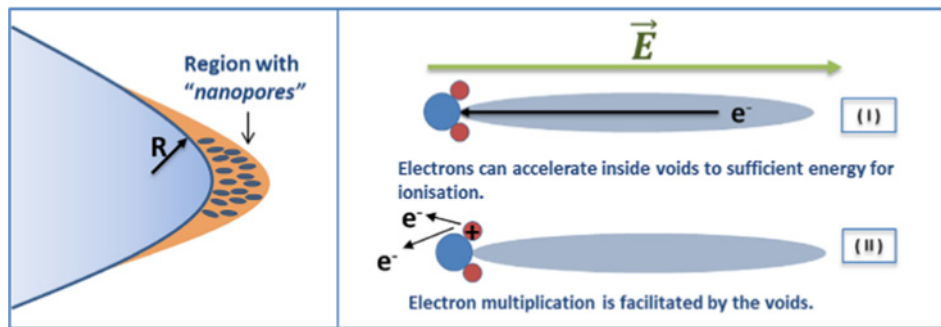 Region with
“nanopores”
R
E
e-
(I)
Electrons can accelerate inside voids to sufficient energy for
ionisation.
e-
+
e-
(II)
Electron multiplication is facilitated by the voids.